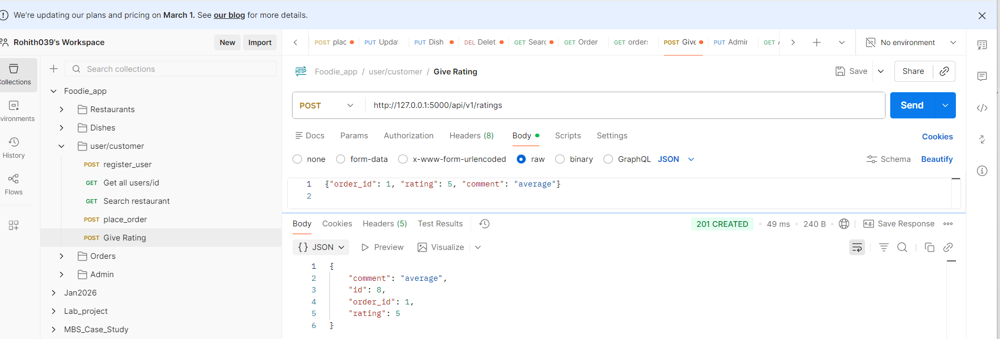 We're updating our plans and pricing on March 1. See our blog for more details.
Rohith039's Workspace
New
Import
POST plac
PUT Updat
PUT Dish
DEL Delet
GET Searc
GET Order
GET orders
POST Give
PUT Admir
GET
No environment
Collections
Search collections
Foodie_app / user/customer / Give Rating
Save
Share
Foodie_app
Restaurants
Dishes
user/customer
POST register_user
GET Get all users/id
GET Search restaurant
POST place_order
POST Give Rating
Orders
Admin
Jan2026
Lab_project
MBS_Case_Study
vironments
History
Flows
POST
http://127.0.0.1:5000/api/v1/ratings
Send
Docs
Params
Authorization
Headers (8)
Body
Scripts
Settings
Cookies
none
form-data
x-www-form-urlencoded
raw
binary
GraphQL
JSON
Schema
Beautify
1 {"order_id": 1, "rating": 5, "comment": "average"}
2
Body
Cookies
Headers (5)
Test Results
201 CREATED
49 ms
240 B
e.g.
Save Response
{} JSON
Preview
Visualize
1 {
2 "comment": "average",
3 "id": 8,
4 "order_id": 1,
5 "rating": 5
6 }